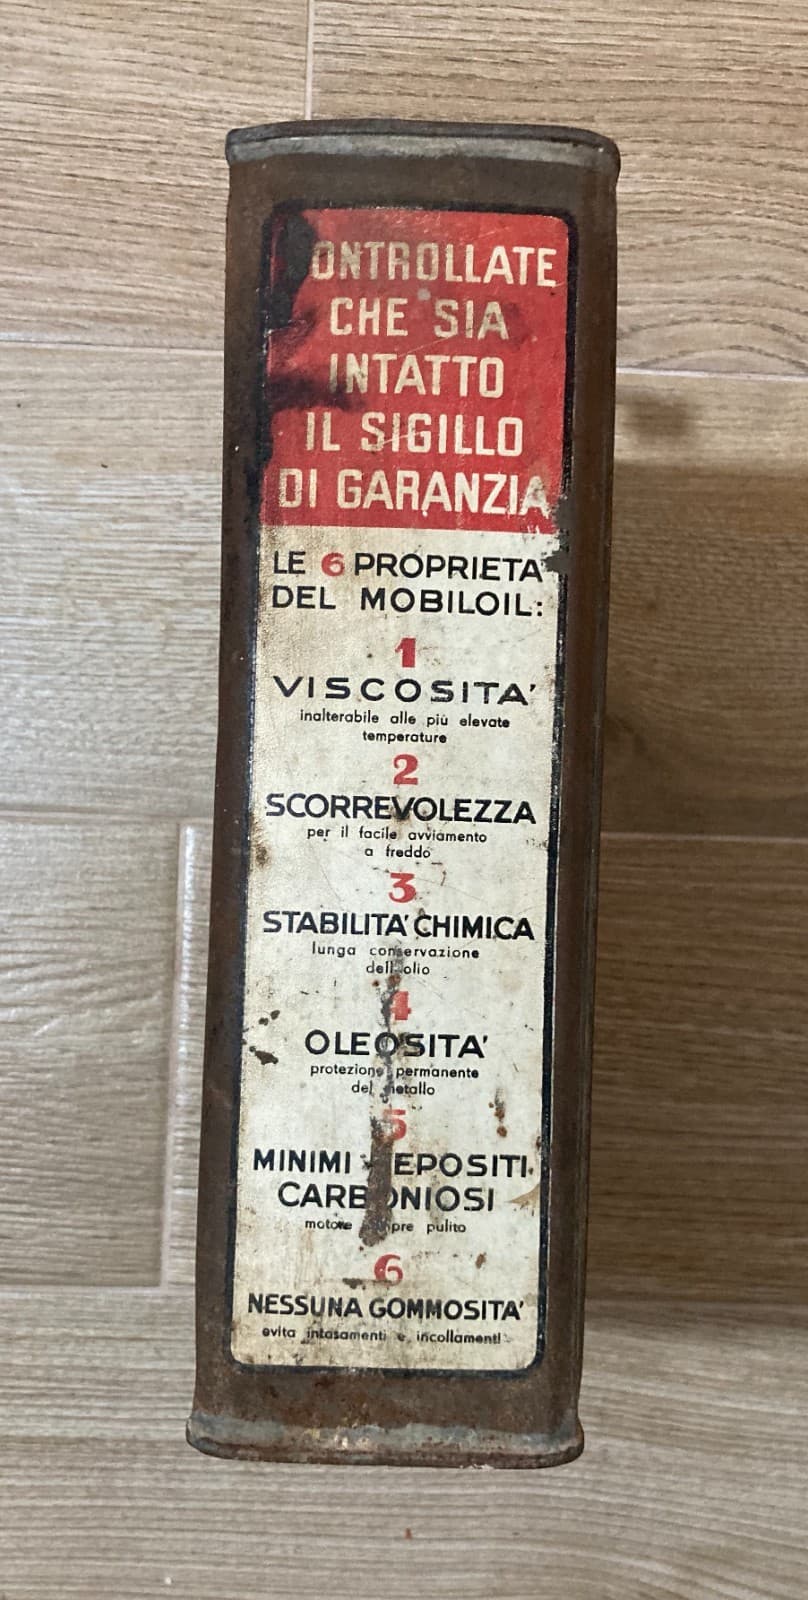 CONTROLLATE
CHE SIA
INTATTO
IL SIGILLO
DI GARANZIA
LE 6 PROPRIETA'
DEL MOBILOIL:
1
VISCOSITA'
inalterabile alle più elevate
temperature
2
SCORREVOLEZZA
per il facile avviamento
a freddo
3
STABILITA' CHIMICA
lunga conservazione
dell'olio
4
OLEOSITA'
protezione permanente
del metallo
5
MINIMI DEPOSITI
CARBONIOSI
motore sempre pulito
6
NESSUNA GOMMOSITA'
evita intasamenti e incollamenti